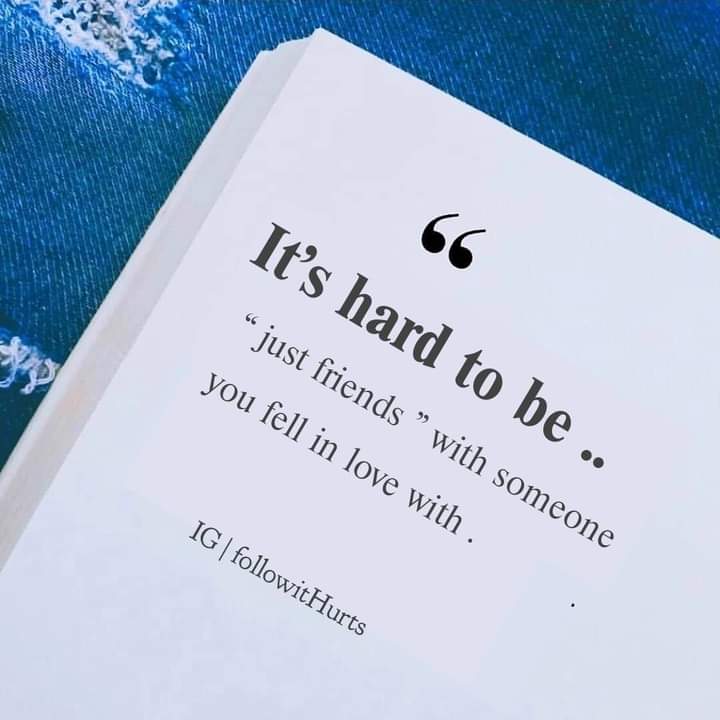 “
It’s hard to be ..
“ just friends ” with someone
you fell in love with .
IG | followitHurts